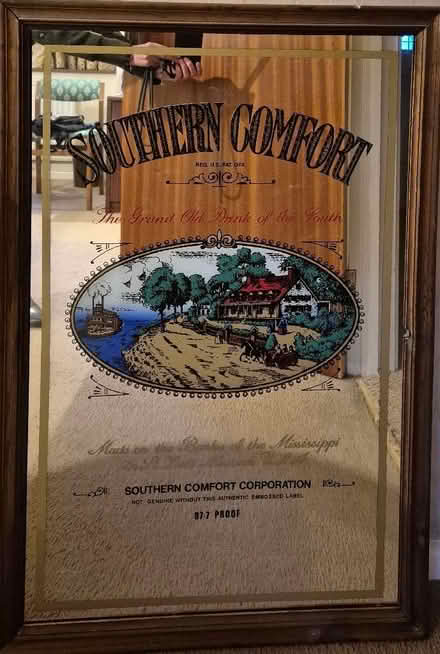 SOUTHERN COMFORT
REG. U.S. PAT. OFF.
The Grand Old Drink of the South
Made on the Banks of the Mississippi
SOUTHERN COMFORT CORPORATION
NOT GENUINE WITHOUT THIS AUTHENTIC EMBOSSED LABEL
87·7 PROOF